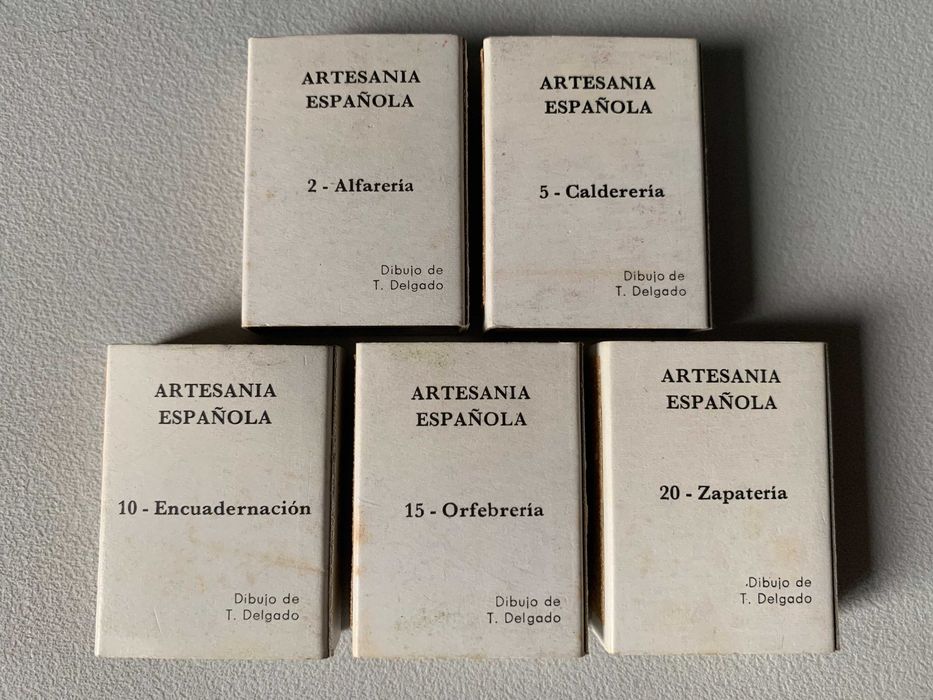 ARTESANIA
ESPAÑOLA
2 - Alfarería
Dibujo de
T. Delgado
ARTESANIA
ESPAÑOLA
5 - Calderería
Dibujo de
T. Delgado
ARTESANIA
ESPAÑOLA
10 - Encuadernación
Dibujo de
T. Delgado
ARTESANIA
ESPAÑOLA
15 - Orfebrería
Dibujo de
T. Delgado
ARTESANIA
ESPAÑOLA
20 - Zapatería
Dibujo de
T. Delgado